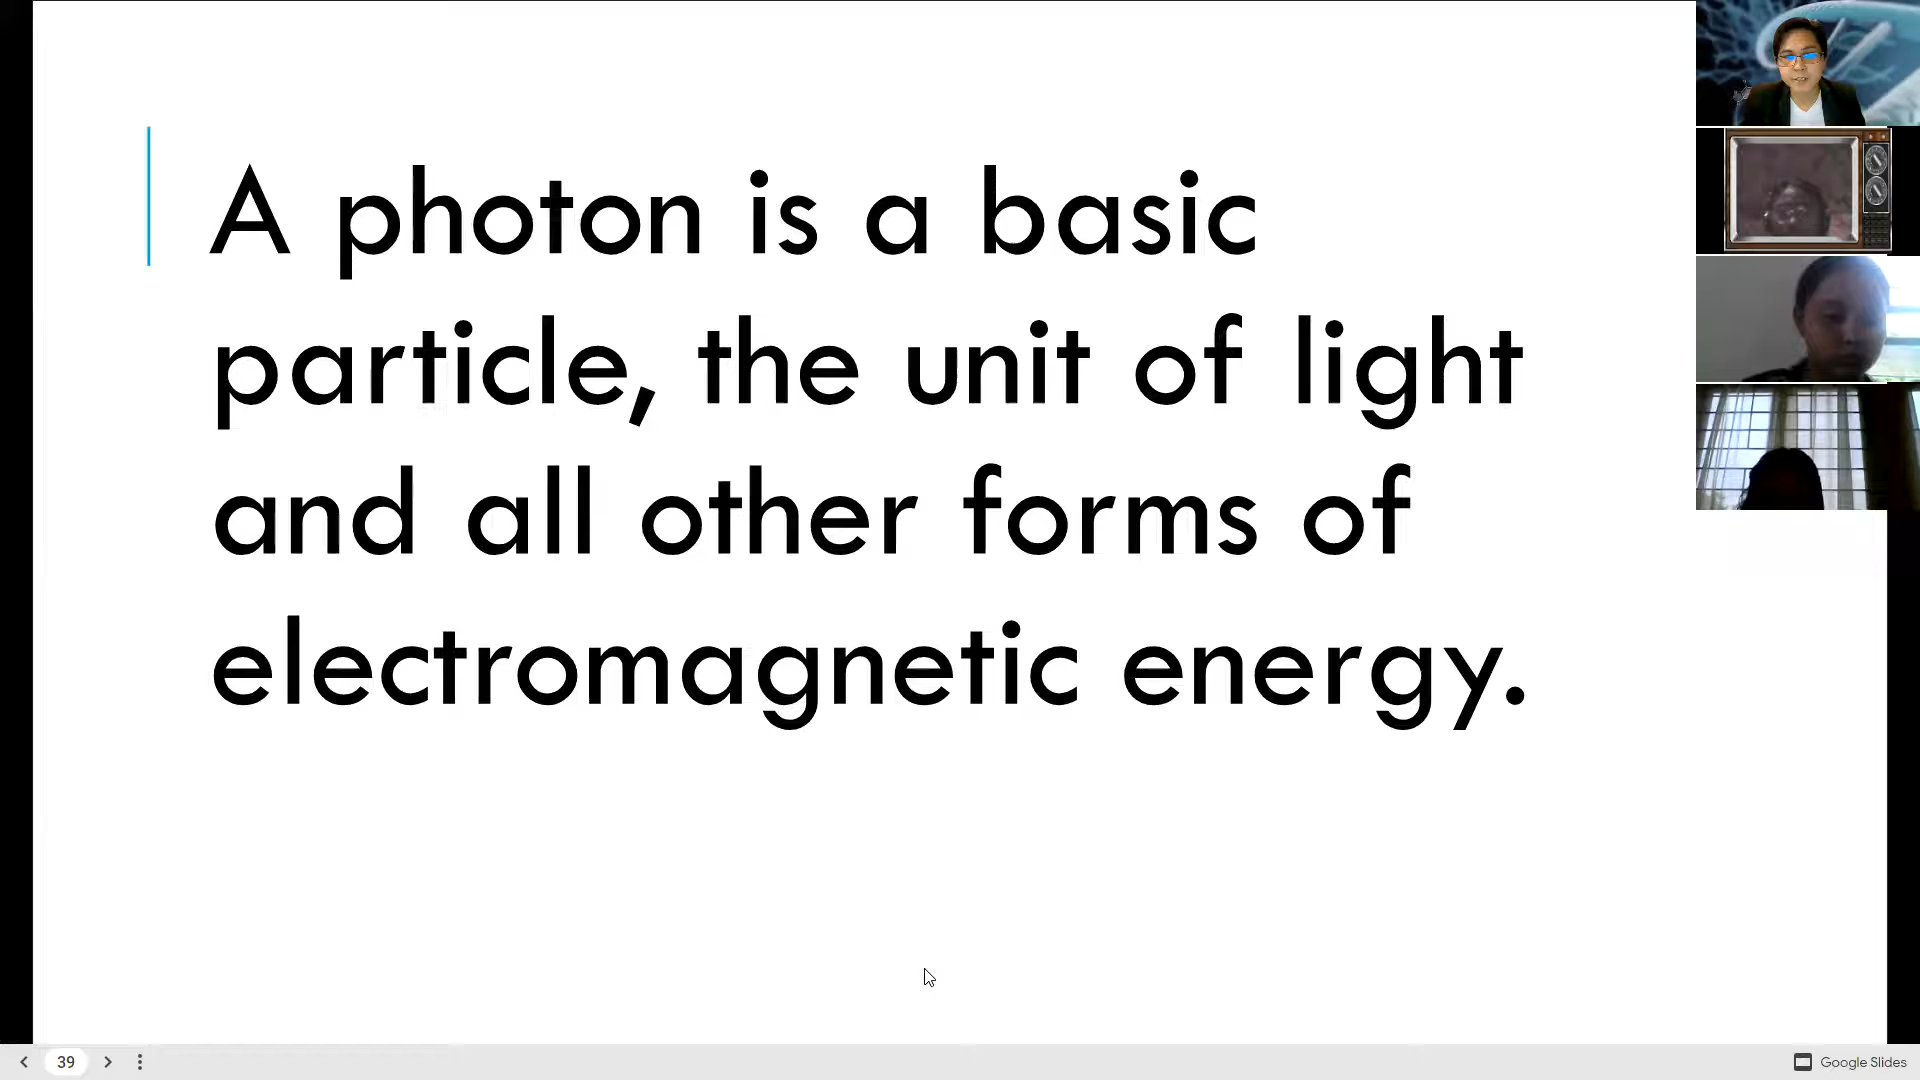 A photon is a basic
particle, the unit of light
and all other forms of
electromagnetic energy.
39
Google Slides